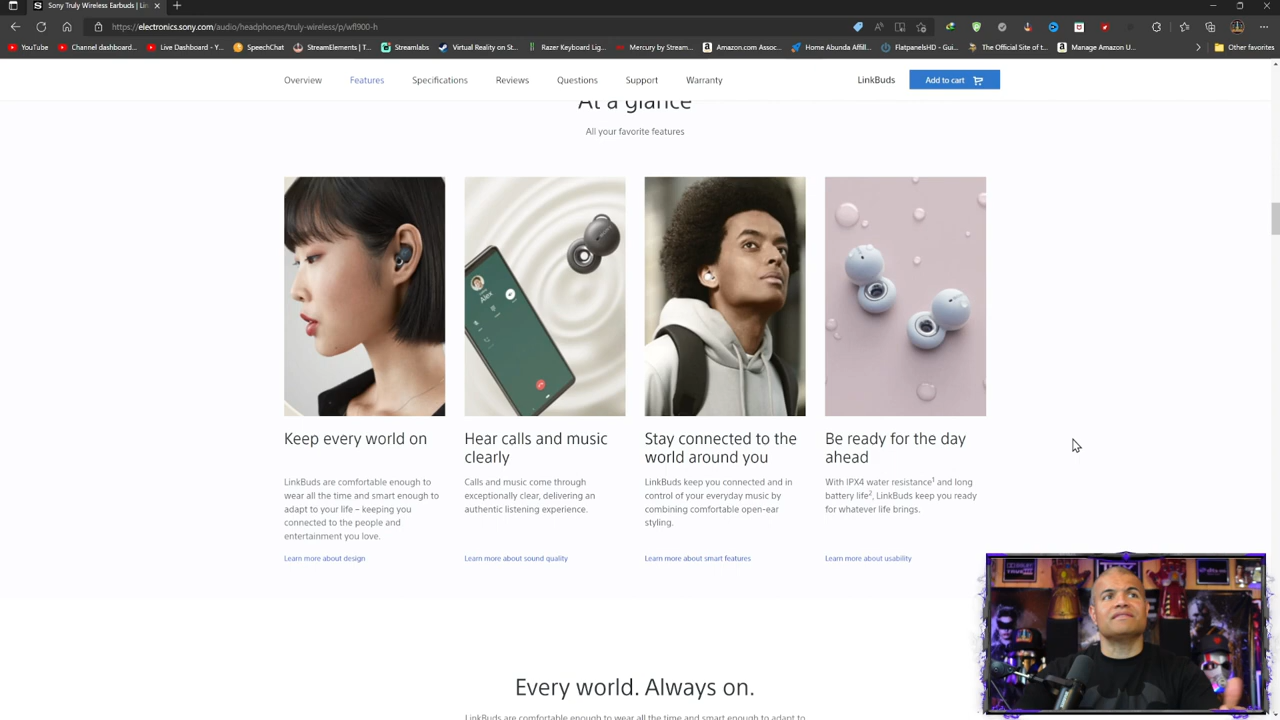 Sony Truly Wireless Earbuds | Lin
https://electronics.sony.com/audio/headphones/truly-wireless/p/wfl900-h
YouTube Channel dashboard... Live Dashboard - Y... SpeechChat StreamElements Streamlabs Virtual Reality on St... Razer Keyboard Lig... Mercury by Stream... Amazon.com Assoc... Home Abunda Affili... FlatpanelsHD - Gui... The Official Site of t... Manage Amazon U... Other favorites
Overview Features Specifications Reviews Questions Support Warranty LinkBuds Add to cart
At a glance
All your favorite features
Alex
Keep every world on
LinkBuds are comfortable enough to
wear all the time and smart enough to
adapt to your life – keeping you
connected to the people and
entertainment you love.
Learn more about design
Hear calls and music
clearly
Calls and music come through
exceptionally clear, delivering an
authentic listening experience.
Learn more about sound quality
Stay connected to the
world around you
LinkBuds keep you connected and in
control of your everyday music by
combining comfortable open-ear
styling.
Learn more about smart features
Be ready for the day
ahead
With IPX4 water resistance1 and long
battery life2, LinkBuds keep you ready
for whatever life brings.
Learn more about usability
Every world. Always on.
LinkBuds are comfortable enough to wear all the time and smart enough to adapt to